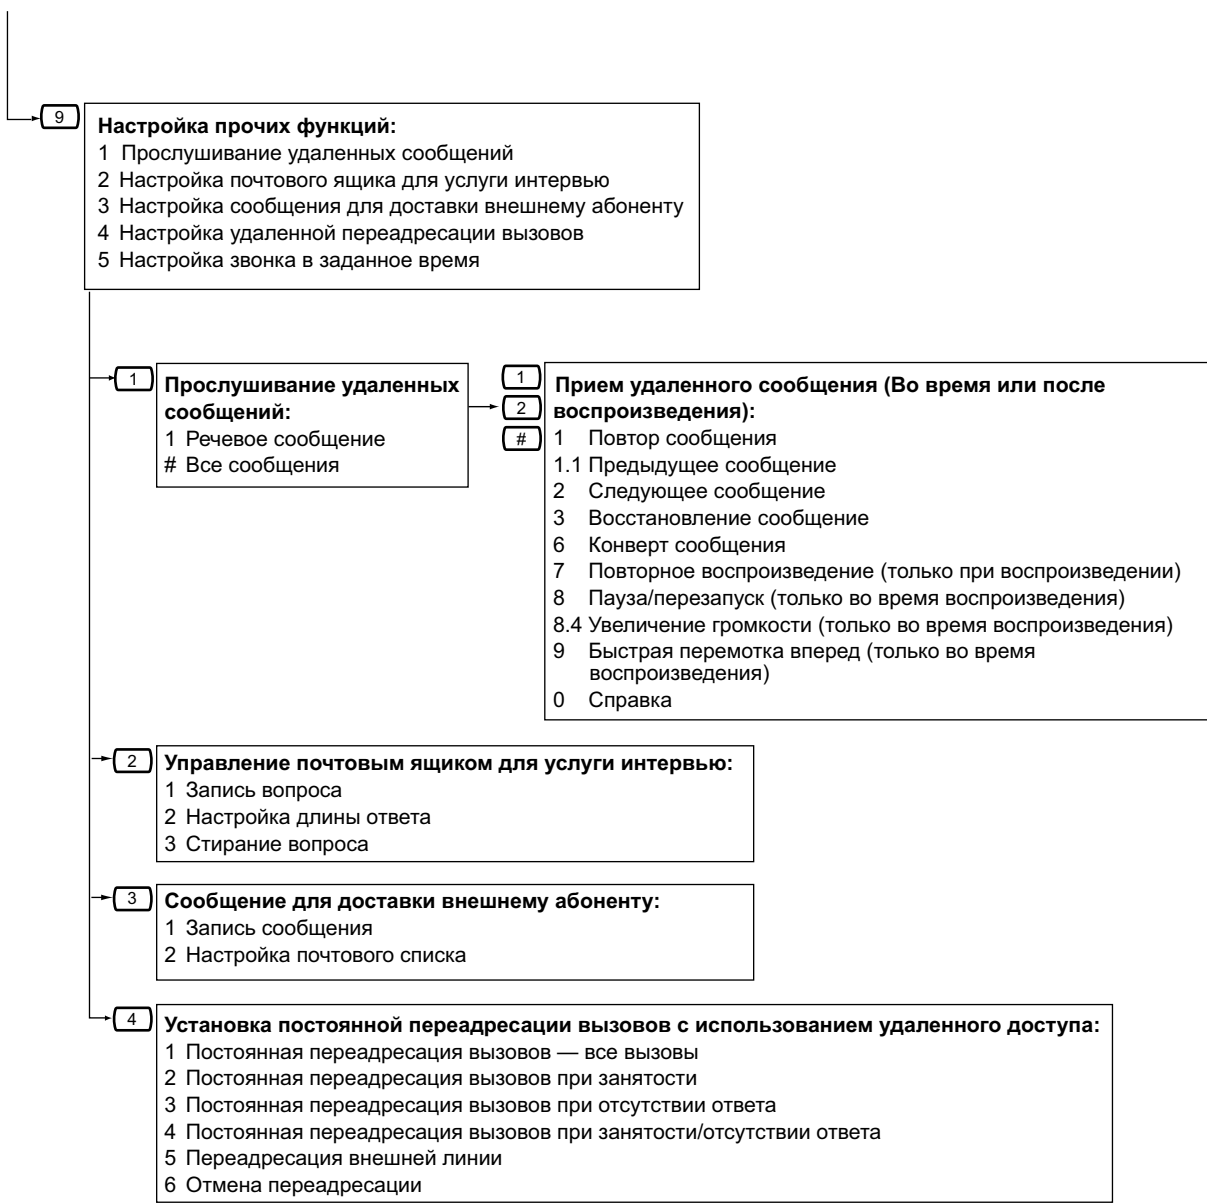 9
Настройка прочих функций:
1 Прослушивание удаленных сообщений
2 Настройка почтового ящика для услуги интервью
3 Настройка сообщения для доставки внешнему абоненту
4 Настройка удаленной переадресации вызовов
5 Настройка звонка в заданное время
1
Прослушивание удаленных
сообщений:
1 Речевое сообщение
# Все сообщения
1
2
#
Прием удаленного сообщения (Во время или после
воспроизведения):
1 Повтор сообщения
1.1 Предыдущее сообщение
2 Следующее сообщение
3 Восстановление сообщение
6 Конверт сообщения
7 Повторное воспроизведение (только при воспроизведении)
8 Пауза/перезапуск (только во время воспроизведения)
8.4 Увеличение громкости (только во время воспроизведения)
9 Быстрая перемотка вперед (только во время
воспроизведения)
0 Справка
2
Управление почтовым ящиком для услуги интервью:
1 Запись вопроса
2 Настройка длины ответа
3 Стирание вопроса
3
Сообщение для доставки внешнему абоненту:
1 Запись сообщения
2 Настройка почтового списка
4
Установка постоянной переадресации вызовов с использованием удаленного доступа:
1 Постоянная переадресация вызовов — все вызовы
2 Постоянная переадресация вызовов при занятости
3 Постоянная переадресация вызовов при отсутствии ответа
4 Постоянная переадресация вызовов при занятости/отсутствии ответа
5 Переадресация внешней линии
6 Отмена переадресации